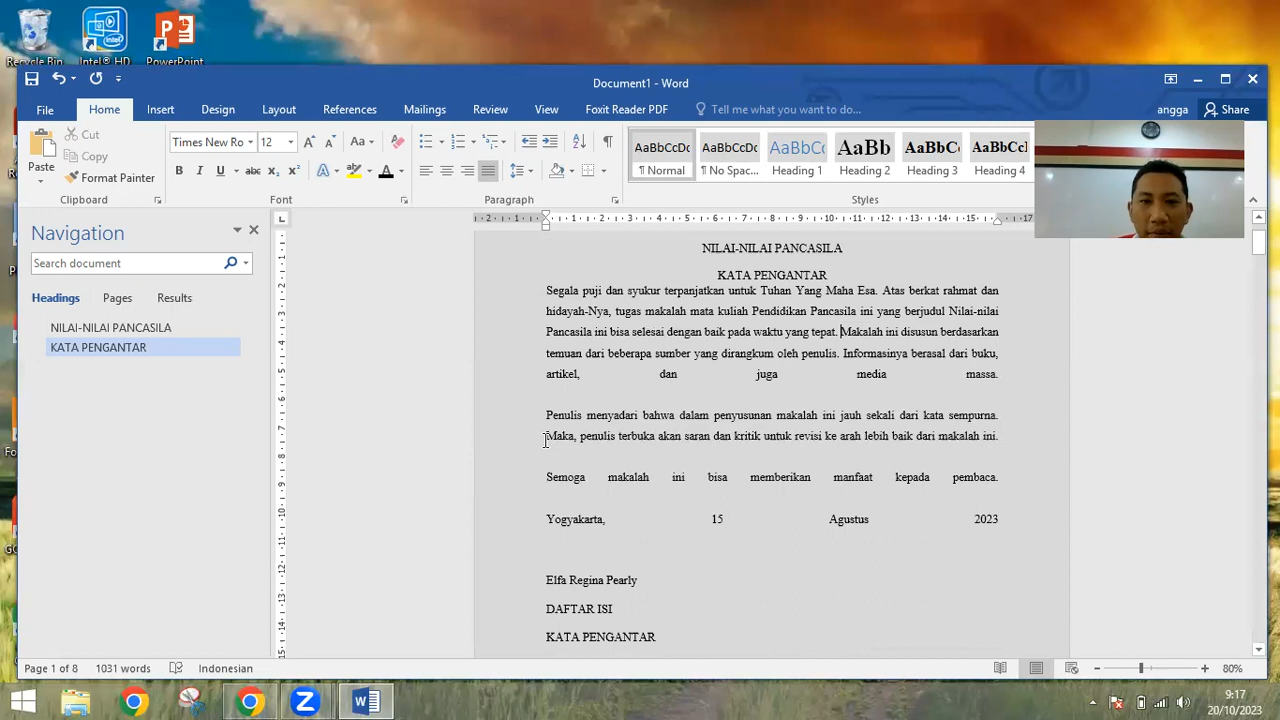 Recycle Bin
Intel® HD
PowerPoint
Document1 - Word
File Home Insert Design Layout References Mailings Review View Foxit Reader PDF Tell me what you want to do... angga Share
Paste
Cut
Copy
Format Painter
Clipboard
Times New Ro 12
Font
Paragraph
AaBbCcDc AaBbCcDc AaBbCc AaBb AaBbC AaBbCcI
¶ Normal ¶ No Spac... Heading 1 Heading 2 Heading 3 Heading 4
Styles
Navigation
Search document
Headings Pages Results
NILAI-NILAI PANCASILA
KATA PENGANTAR
NILAI-NILAI PANCASILA
KATA PENGANTAR
Segala puji dan syukur terpanjatkan untuk Tuhan Yang Maha Esa. Atas berkat rahmat dan
hidayah-Nya, tugas makalah mata kuliah Pendidikan Pancasila ini yang berjudul Nilai-nilai
Pancasila ini bisa selesai dengan baik pada waktu yang tepat. Makalah ini disusun berdasarkan
temuan dari beberapa sumber yang dirangkum oleh penulis. Informasinya berasal dari buku,
artikel, dan juga media massa.
Penulis menyadari bahwa dalam penyusunan makalah ini jauh sekali dari kata sempurna.
Maka, penulis terbuka akan saran dan kritik untuk revisi ke arah lebih baik dari makalah ini.
Semoga makalah ini bisa memberikan manfaat kepada pembaca.
Yogyakarta, 15 Agustus 2023
Elfa Regina Pearly
DAFTAR ISI
KATA PENGANTAR
Page 1 of 8 1031 words Indonesian 80%
9:17
20/10/2023